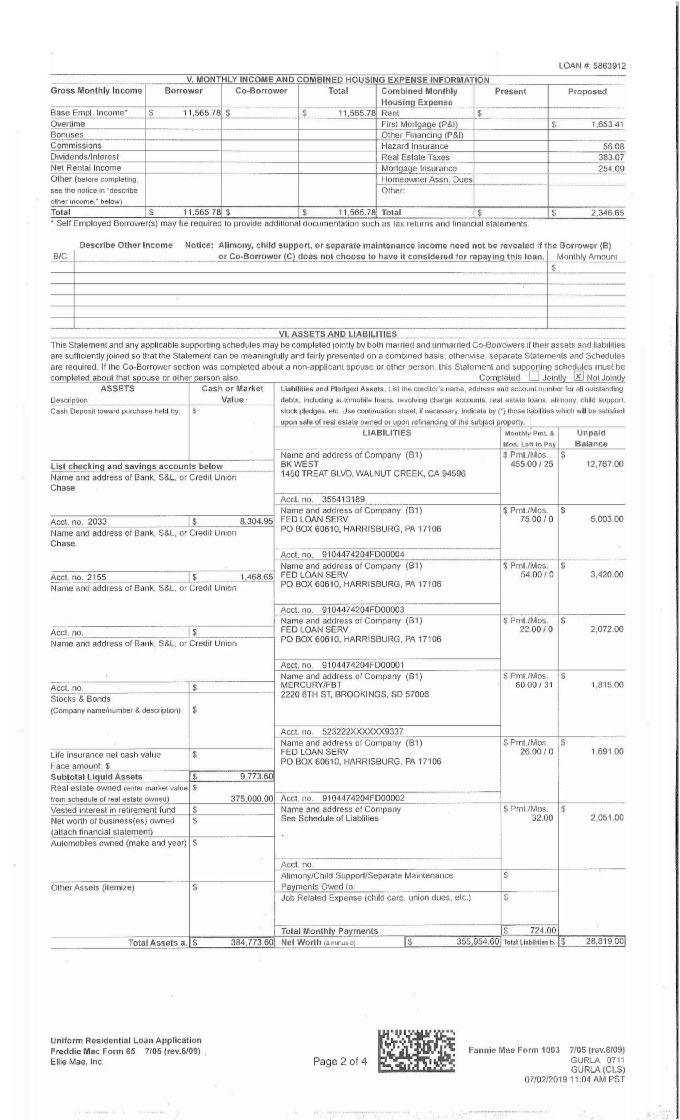 LOAN #: 5863912
V. MONTHLY INCOME AND COMBINED HOUSING EXPENSE INFORMATION
Gross Monthly Income Borrower Co-Borrower Total Combined Monthly Housing Expense Present Proposed
Base Empl. Income* $ 11,565.78 $ $ 11,565.78 Rent $
Overtime First Mortgage (P&I) $ 1,653.41
Bonuses Other Financing (P&I)
Commissions Hazard Insurance 56.08
Dividends/Interest Real Estate Taxes 383.07
Net Rental Income Mortgage Insurance 254.09
Other (before completing, Homeowner Assn. Dues
see the notice in "describe Other:
other income," below)
Total $ 11,565.78 $ $ 11,565.78 Total $ $ 2,346.65
* Self Employed Borrower(s) may be required to provide additional documentation such as tax returns and financial statements.
Describe Other Income Notice: Alimony, child support, or separate maintenance income need not be revealed if the Borrower (B)
B/C or Co-Borrower (C) does not choose to have it considered for repaying this loan. Monthly Amount
$
VI. ASSETS AND LIABILITIES
This Statement and any applicable supporting schedules may be completed jointly by both married and unmarried Co-Borrowers if their assets and liabilities
are sufficiently joined so that the Statement can be meaningfully and fairly presented on a combined basis; otherwise, separate Statements and Schedules
are required. If the Co-Borrower section was completed about a non-applicant spouse or other person, this Statement and supporting schedules must be
completed about that spouse or other person also. Completed Jointly X Not Jointly
ASSETS Cash or Market
Description Value
Cash Deposit toward purchase held by: $
List checking and savings accounts below
Name and address of Bank, S&L, or Credit Union
Chase
Acct. no. 2033 $ 8,304.95
Name and address of Bank, S&L, or Credit Union
Chase
Acct. no. 2155 $ 1,468.65
Name and address of Bank, S&L, or Credit Union
Acct. no. $
Name and address of Bank, S&L, or Credit Union
Acct. no. $
Stocks & Bonds
(Company name/number & description) $
Life insurance net cash value $
Face amount: $
Subtotal Liquid Assets $ 9,773.60
Real estate owned (enter market value $
from schedule of real estate owned) 375,000.00
Vested interest in retirement fund $
Net worth of business(es) owned $
(attach financial statement)
Automobiles owned (make and year) $
Other Assets (itemize) $
Total Assets a. $ 384,773.60
Liabilities and Pledged Assets. List the creditor's name, address and account number for all outstanding
debts, including automobile loans, revolving charge accounts, real estate loans, alimony, child support,
stock pledges, etc. Use continuation sheet, if necessary. Indicate by (*) those liabilities which will be satisfied
upon sale of real estate owned or upon refinancing of the subject property.
LIABILITIES Monthly Pmt. & Mos. Left to Pay Unpaid Balance
Name and address of Company (B1) $ Pmt./Mos. $
BK WEST 455.00 / 25 12,767.00
1450 TREAT BLVD, WALNUT CREEK, CA 94596
Acct. no. 355413189
Name and address of Company (B1) $ Pmt./Mos. $
FED LOAN SERV 75.00 / 0 5,003.00
PO BOX 60610, HARRISBURG, PA 17106
Acct. no. 9104474204FD00004
Name and address of Company (B1) $ Pmt./Mos. $
FED LOAN SERV 54.00 / 0 3,420.00
PO BOX 60610, HARRISBURG, PA 17106
Acct. no. 9104474204FD00003
Name and address of Company (B1) $ Pmt./Mos. $
FED LOAN SERV 22.00 / 0 2,072.00
PO BOX 60610, HARRISBURG, PA 17106
Acct. no. 9104474204FD00001
Name and address of Company (B1) $ Pmt./Mos. $
MERCURY/FBT 60.00 / 31 1,815.00
2220 6TH ST, BROOKINGS, SD 57006
Acct. no. 523222XXXXXX9337
Name and address of Company (B1) $ Pmt./Mos. $
FED LOAN SERV 26.00 / 0 1,691.00
PO BOX 60610, HARRISBURG, PA 17106
Acct. no. 9104474204FD00002
Name and address of Company $ Pmt./Mos. $
See Schedule of Liablities 32.00 2,051.00
Acct. no.
Alimony/Child Support/Separate Maintenance $
Payments Owed to:
Job Related Expense (child care, union dues, etc.) $
Total Monthly Payments $ 724.00
Net Worth (a minus b) $ 355,954.60 Total Liabilities b. $ 28,819.00
Uniform Residential Loan Application
Freddie Mac Form 65 7/05 (rev.6/09)
Ellie Mae, Inc.
Page 2 of 4
Fannie Mae Form 1003 7/05 (rev.6/09)
GURLA 0711
GURLA (CLS)
07/02/2019 11:04 AM PST